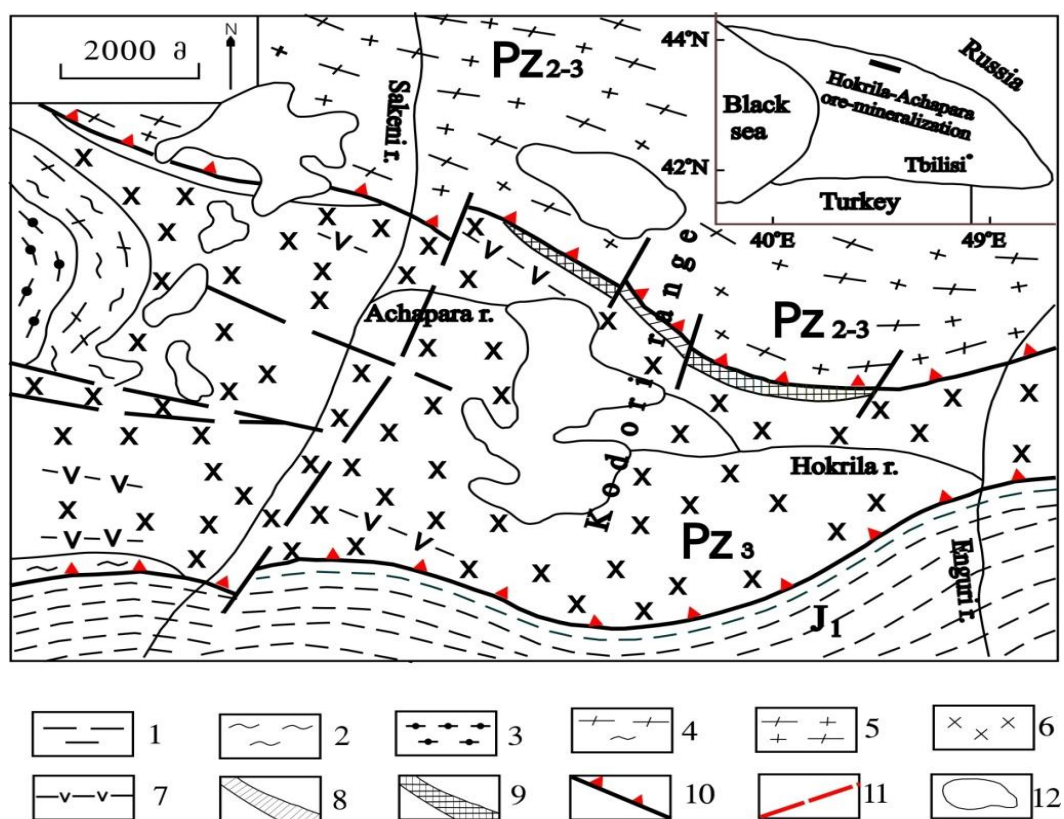 2000 a
N
Pz2-3
Sakeni r.
44°N
42°N
Russia
Hokrila-Achapara
ore-mineralization
Black
sea
Tbilisi
Turkey
40°E
49°E
Achapara r.
Kodori range
Pz2-3
Hokrila r.
Pz3
J1
Enguri r.
1
2
3
4
5
6
7
8
9
10
11
12